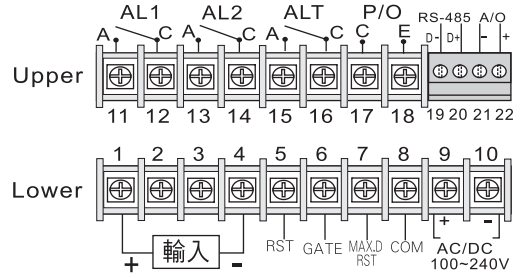 AL1 AL2 ALT P/O RS-485 A/O
A C A C A C C E D- D+ - +
Upper
11 12 13 14 15 16 17 18 19 20 21 22
1 2 3 4 5 6 7 8 9 10
Lower
+ 輸入 - RST GATE MAX.D RST COM + -
AC/DC
100~240V